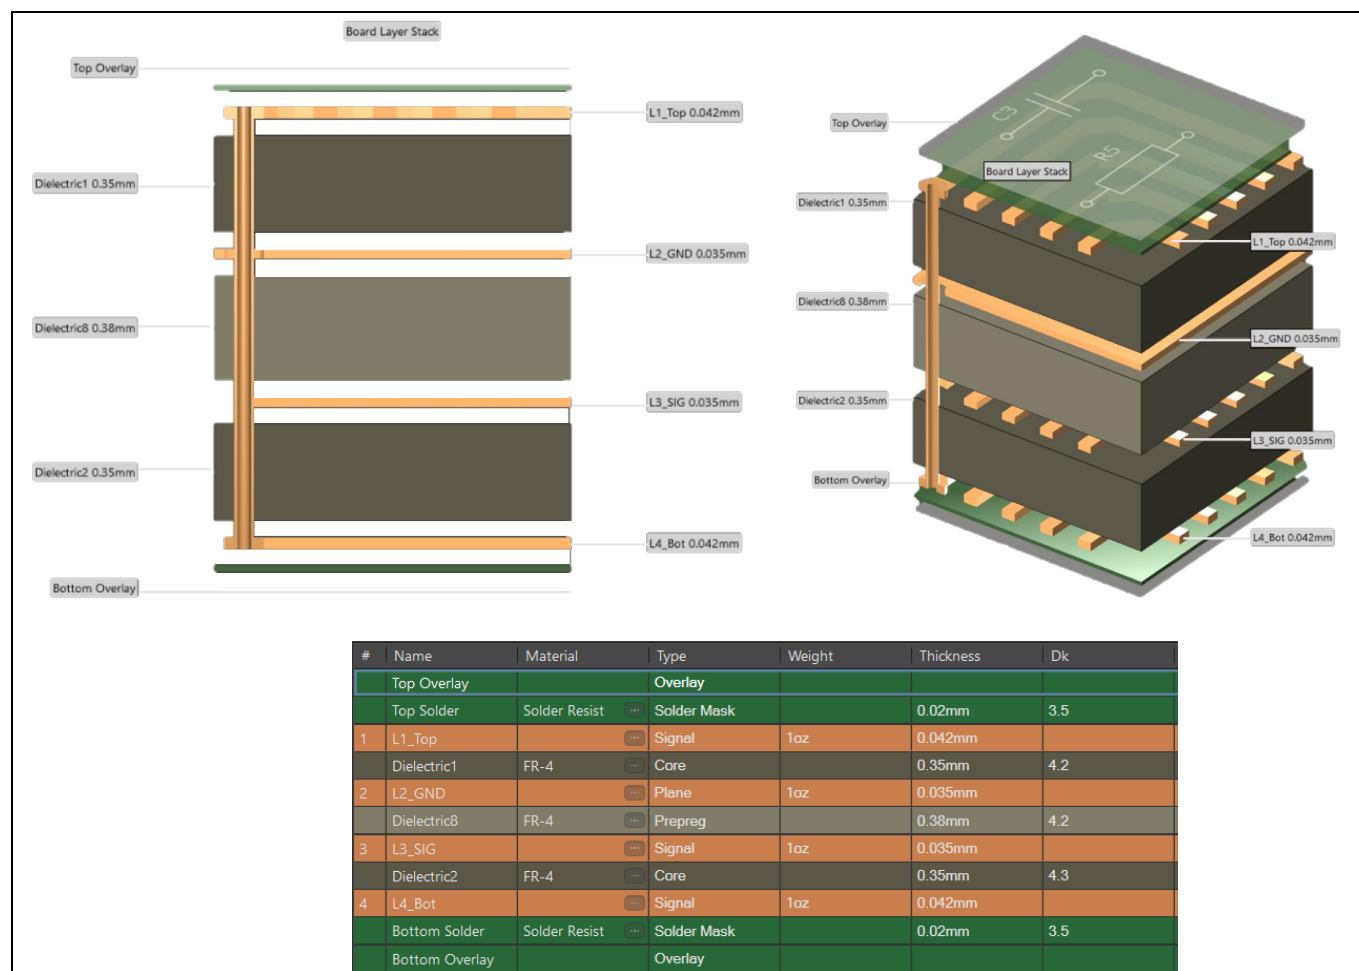 Board Layer Stack
Top Overlay
L1_Top 0.042mm
Dielectric1 0.35mm
L2_GND 0.035mm
Dielectric8 0.38mm
L3_SIG 0.035mm
Dielectric2 0.35mm
L4_Bot 0.042mm
Bottom Overlay
Top Overlay
C3
R5
Board Layer Stack
Dielectric1 0.35mm
L1_Top 0.042mm
Dielectric8 0.38mm
L2_GND 0.035mm
Dielectric2 0.35mm
L3_SIG 0.035mm
Bottom Overlay
L4_Bot 0.042mm
# Name Material Type Weight Thickness Dk
Top Overlay Overlay
Top Solder Solder Resist Solder Mask 0.02mm 3.5
1 L1_Top Signal 1oz 0.042mm
Dielectric1 FR-4 Core 0.35mm 4.2
2 L2_GND Plane 1oz 0.035mm
Dielectric8 FR-4 Prepreg 0.38mm 4.2
3 L3_SIG Signal 1oz 0.035mm
Dielectric2 FR-4 Core 0.35mm 4.3
4 L4_Bot Signal 1oz 0.042mm
Bottom Solder Solder Resist Solder Mask 0.02mm 3.5
Bottom Overlay Overlay